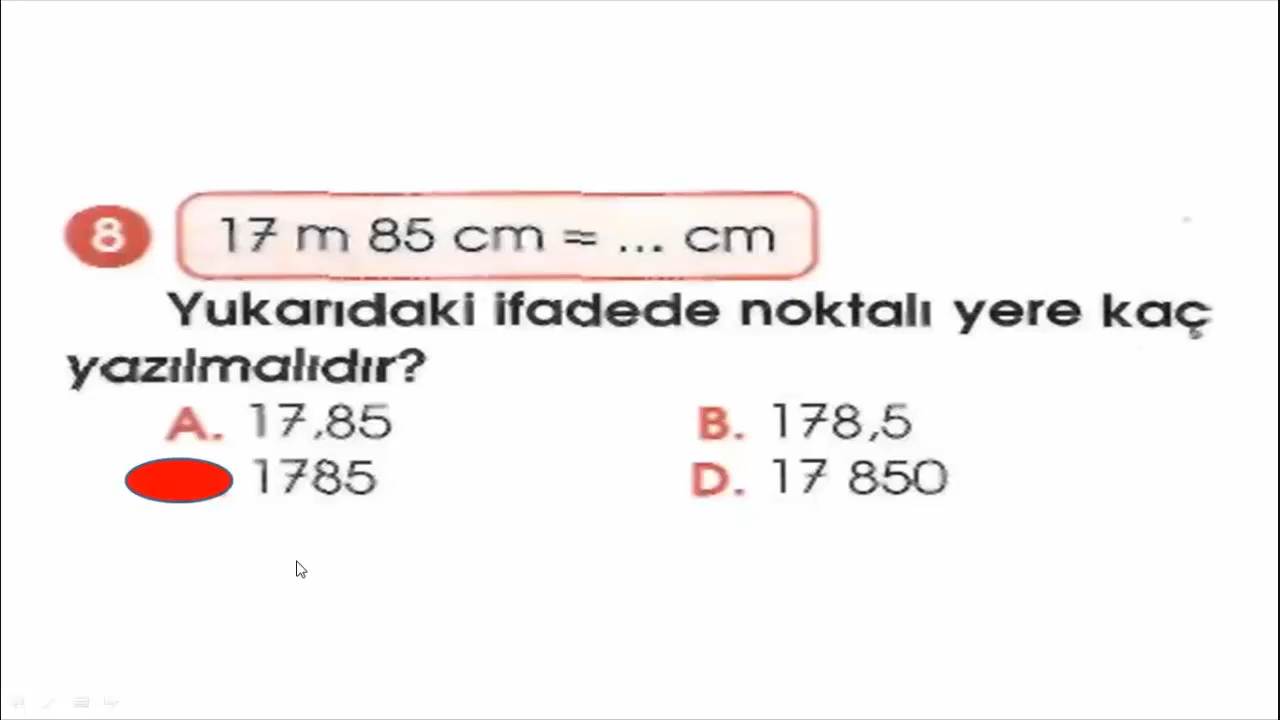 8 17 m 85 cm = ... cm
Yukarıdaki ifadede noktalı yere kaç
yazılmalıdır?
A. 17,85 B. 178,5
1785 D. 17 850